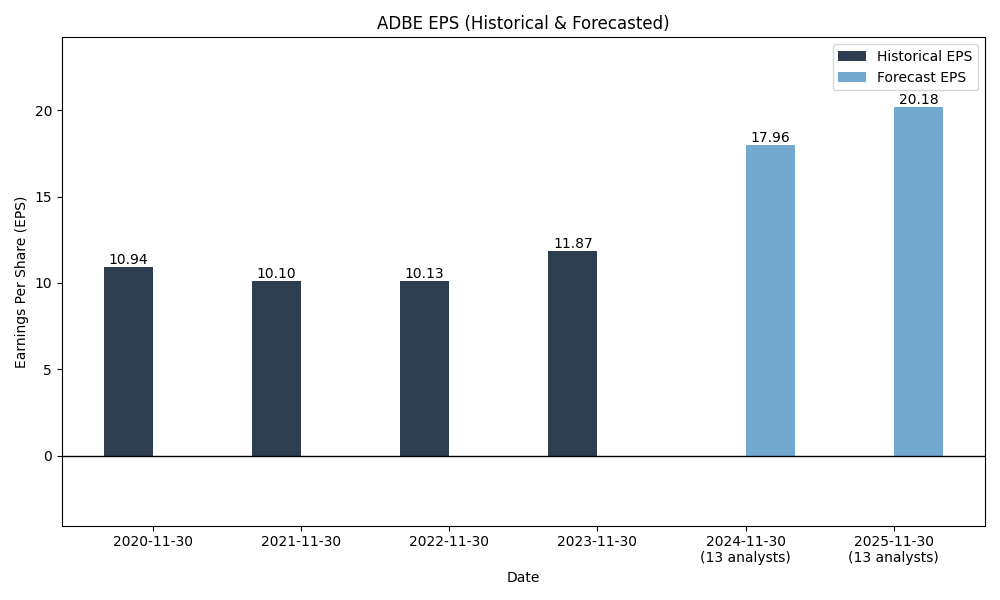 ADBE EPS (Historical & Forecasted)
Historical EPS
Forecast EPS
Earnings Per Share (EPS)
20
15
10
5
0
10.94
10.10
10.13
11.87
17.96
20.18
2020-11-30
2021-11-30
2022-11-30
2023-11-30
2024-11-30
(13 analysts)
2025-11-30
(13 analysts)
Date